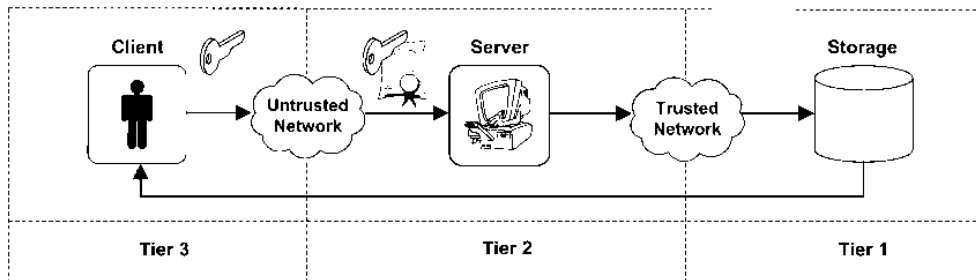 Client
Server
Storage
Untrusted
Network
Trusted
Network
Tier 3
Tier 2
Tier 1